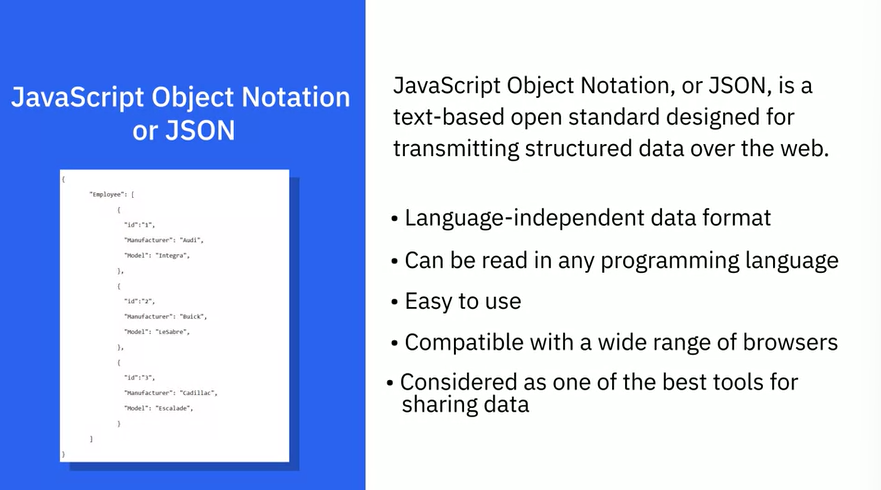 JavaScript Object Notation
or JSON
{
"Employee": [
{
"id":"1",
"Manufacturer": "Audi",
"Model": "Integra",
},
{
"id":"2",
"Manufacturer": "Buick",
"Model": "LeSabre",
},
{
"id":"3",
"Manufacturer": "Cadillac",
"Model": "Escalade",
}
]
}
JavaScript Object Notation, or JSON, is a
text-based open standard designed for
transmitting structured data over the web.
• Language-independent data format
• Can be read in any programming language
• Easy to use
• Compatible with a wide range of browsers
• Considered as one of the best tools for
sharing data